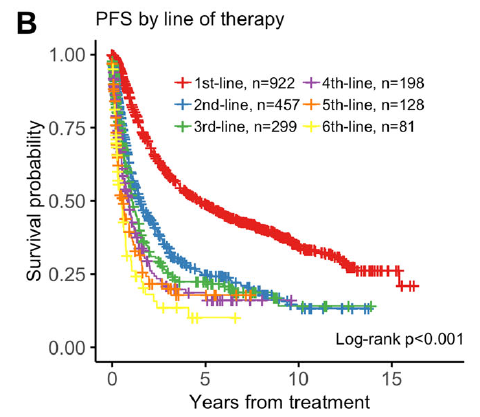 B
PFS by line of therapy
1st-line, n=922 4th-line, n=198
2nd-line, n=457 5th-line, n=128
3rd-line, n=299 6th-line, n=81
Survival probability
1.00
0.75
0.50
0.25
0.00
Log-rank p<0.001
0 5 10 15
Years from treatment